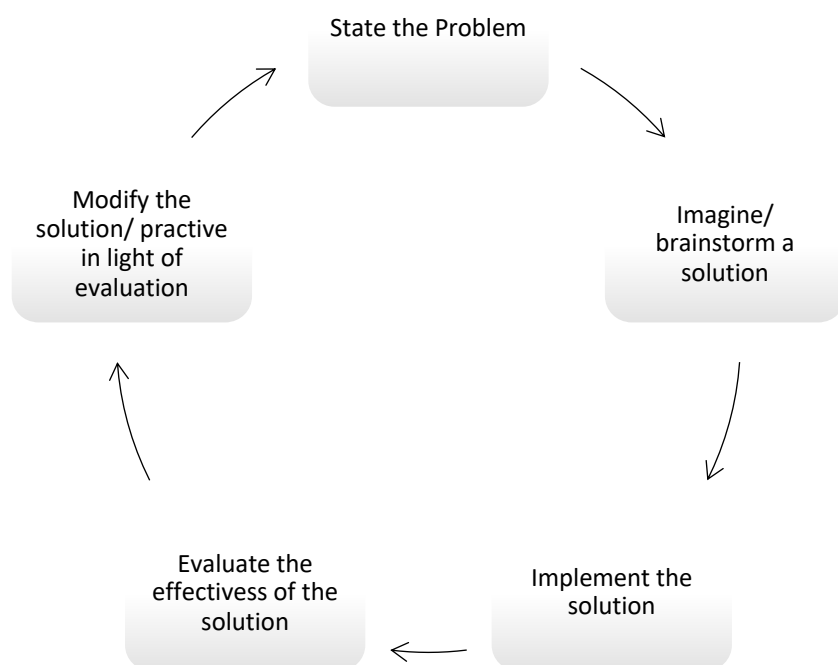 State the Problem
Imagine/
brainstorm a
solution
Implement the
solution
Evaluate the
effectivess of the
solution
Modify the
solution/ practive
in light of
evaluation